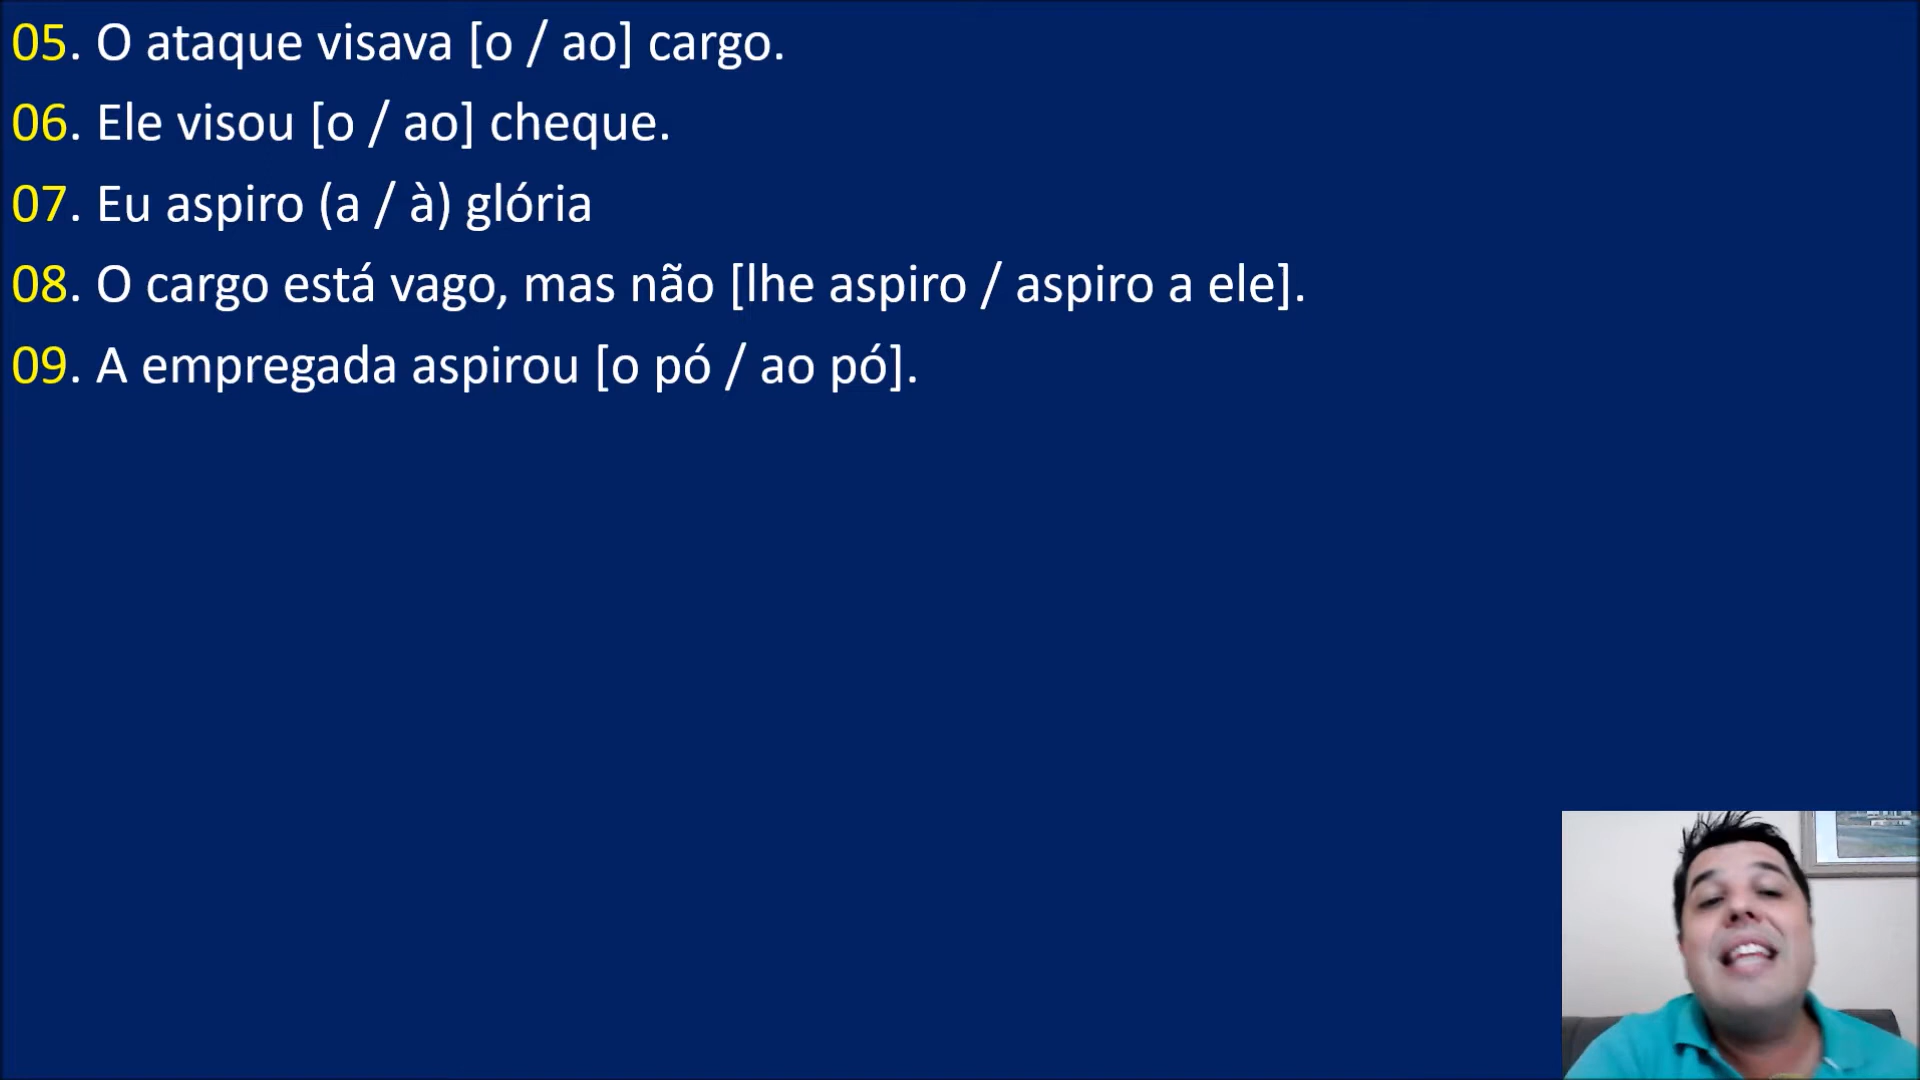 05. O ataque visava [o / ao] cargo.
06. Ele visou [o / ao] cheque.
07. Eu aspiro (a / à) glória
08. O cargo está vago, mas não [lhe aspiro / aspiro a ele].
09. A empregada aspirou [o pó / ao pó].